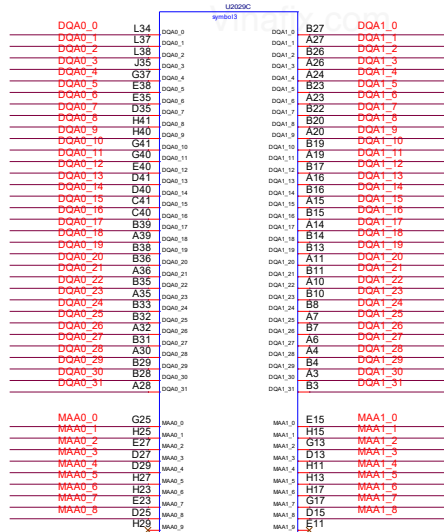 Vinafix.com
U2029C
symbol3
DQA0_0 L34 DQA0_0 DQA1_0 B27 DQA1_0
DQA0_1 L37 DQA0_1 DQA1_1 A27 DQA1_1
DQA0_2 L38 DQA0_2 DQA1_2 B26 DQA1_2
DQA0_3 J35 DQA0_3 DQA1_3 A26 DQA1_3
DQA0_4 G37 DQA0_4 DQA1_4 A24 DQA1_4
DQA0_5 E38 DQA0_5 DQA1_5 B23 DQA1_5
DQA0_6 E35 DQA0_6 DQA1_6 A23 DQA1_6
DQA0_7 D35 DQA0_7 DQA1_7 B22 DQA1_7
DQA0_8 H41 DQA0_8 DQA1_8 B20 DQA1_8
DQA0_9 H40 DQA0_9 DQA1_9 A20 DQA1_9
DQA0_10 G41 DQA0_10 DQA1_10 B19 DQA1_10
DQA0_11 G40 DQA0_11 DQA1_11 A19 DQA1_11
DQA0_12 E40 DQA0_12 DQA1_12 B17 DQA1_12
DQA0_13 D41 DQA0_13 DQA1_13 A16 DQA1_13
DQA0_14 D40 DQA0_14 DQA1_14 B16 DQA1_14
DQA0_15 C41 DQA0_15 DQA1_15 A15 DQA1_15
DQA0_16 C40 DQA0_16 DQA1_16 B15 DQA1_16
DQA0_17 B39 DQA0_17 DQA1_17 A14 DQA1_17
DQA0_18 A39 DQA0_18 DQA1_18 B14 DQA1_18
DQA0_19 B38 DQA0_19 DQA1_19 B13 DQA1_19
DQA0_20 B36 DQA0_20 DQA1_20 A11 DQA1_20
DQA0_21 A36 DQA0_21 DQA1_21 B11 DQA1_21
DQA0_22 B35 DQA0_22 DQA1_22 A10 DQA1_22
DQA0_23 A35 DQA0_23 DQA1_23 B10 DQA1_23
DQA0_24 B33 DQA0_24 DQA1_24 B8 DQA1_24
DQA0_25 B32 DQA0_25 DQA1_25 A7 DQA1_25
DQA0_26 A32 DQA0_26 DQA1_26 B7 DQA1_26
DQA0_27 B31 DQA0_27 DQA1_27 A6 DQA1_27
DQA0_28 A30 DQA0_28 DQA1_28 A4 DQA1_28
DQA0_29 B29 DQA0_29 DQA1_29 B4 DQA1_29
DQA0_30 B28 DQA0_30 DQA1_30 A3 DQA1_30
DQA0_31 A28 DQA0_31 DQA1_31 B3 DQA1_31
MAA0_0 G25 MAA0_0 MAA1_0 E15 MAA1_0
MAA0_1 H25 MAA0_1 MAA1_1 H15 MAA1_1
MAA0_2 E27 MAA0_2 MAA1_2 G13 MAA1_2
MAA0_3 D27 MAA0_3 MAA1_3 D13 MAA1_3
MAA0_4 D29 MAA0_4 MAA1_4 H11 MAA1_4
MAA0_5 H27 MAA0_5 MAA1_5 H13 MAA1_5
MAA0_6 H23 MAA0_6 MAA1_6 H17 MAA1_6
MAA0_7 E23 MAA0_7 MAA1_7 G17 MAA1_7
MAA0_8 D25 MAA0_8 MAA1_8 D15 MAA1_8
H29 MAA0_9 MAA1_9 E11